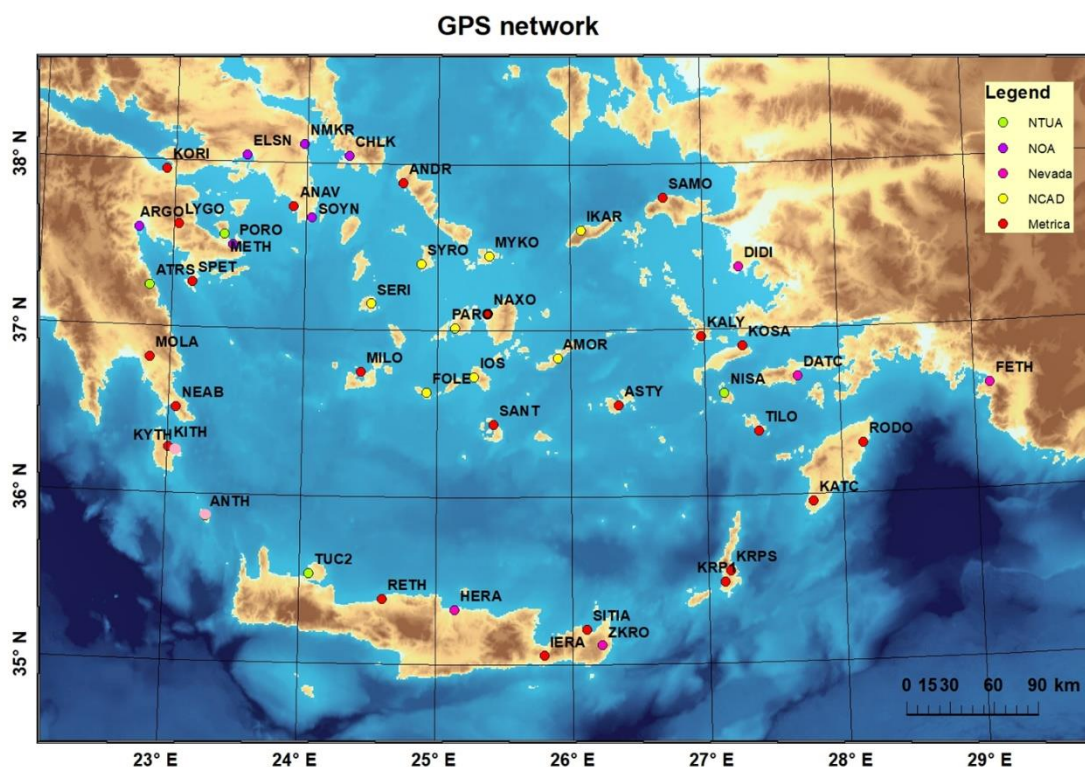 GPS network
Legend
NTUA
NOA
Nevada
NCAD
Metrica
38° N
37° N
36° N
35° N
NMKR
ELSN
CHLK
KORI
ANDR
SAMO
ANAV
ARGO
LYGO
SOYN
IKAR
PORO
METH
SYRO
MYKO
DIDI
SPET
ATRS
SERI
NAXO
PARO
KALY
KOSA
MOLA
MILO
IOS
AMOR
DATC
FETH
FOLE
NISA
NEAB
ASTY
SANT
TILO
RODO
KYTH
KITH
KATC
ANTH
TUC2
KRPS
KRP1
RETH
HERA
SITIA
ZKRO
IERA
0 15 30 60 90 km
23° E
24° E
25° E
26° E
27° E
28° E
29° E